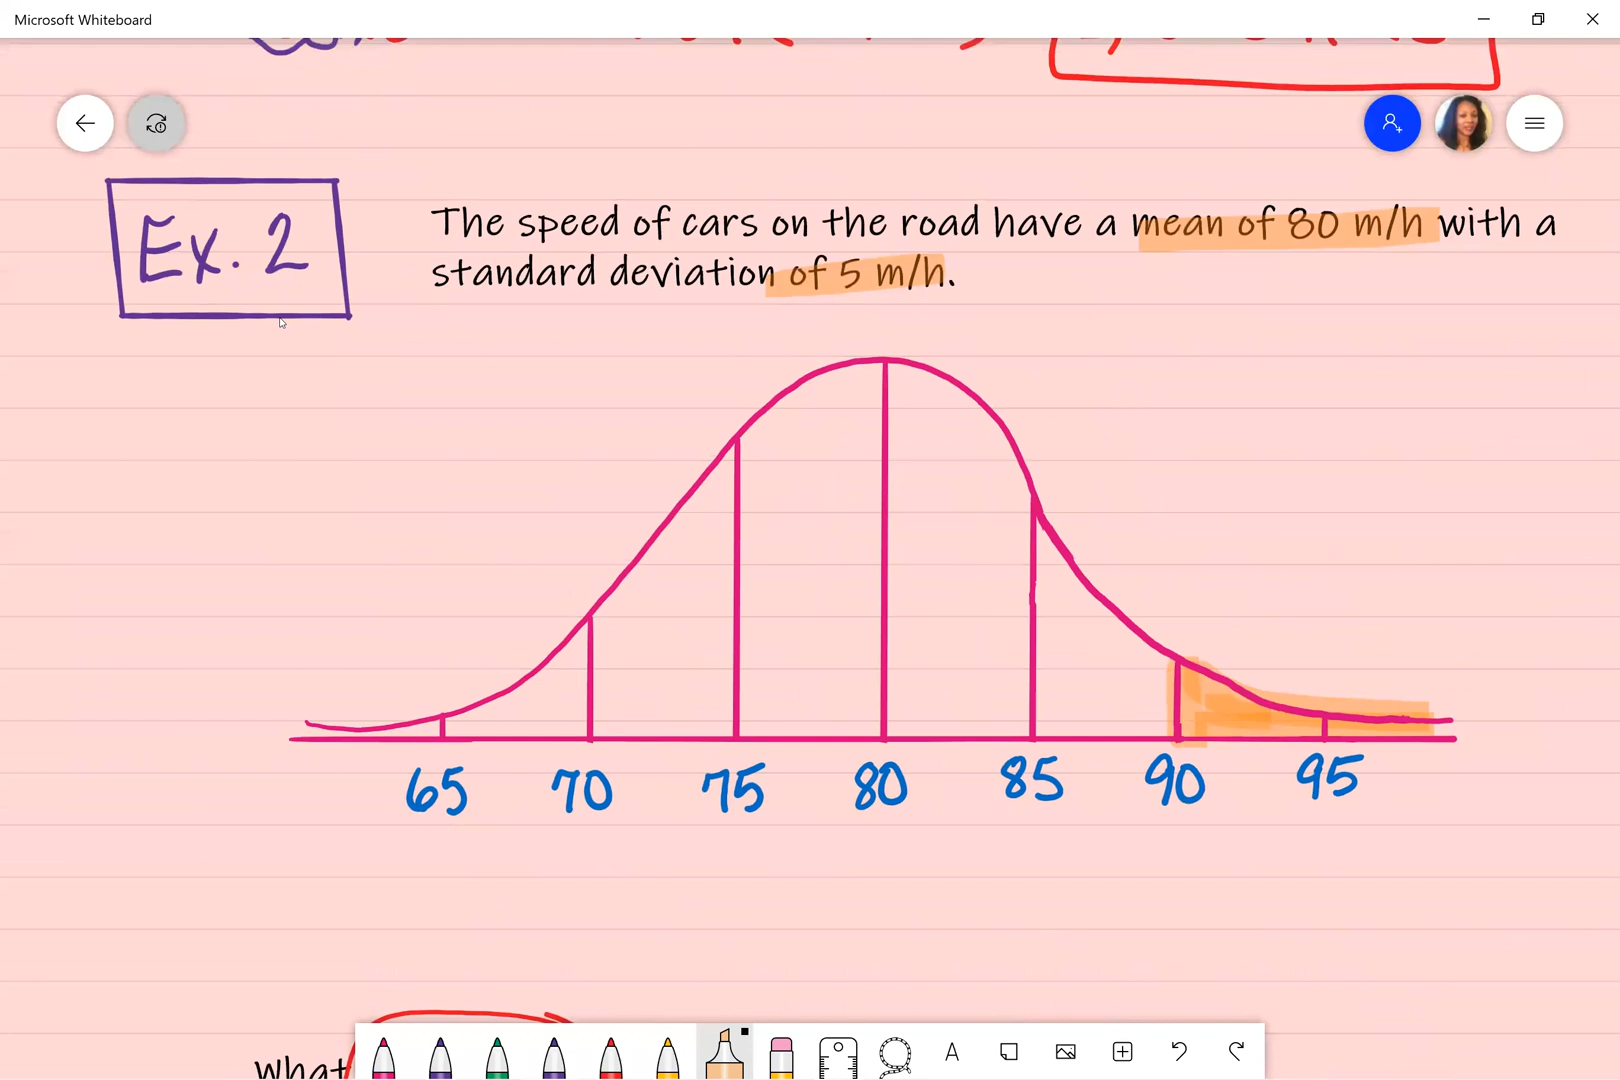 Microsoft Whiteboard
Ex. 2
The speed of cars on the road have a mean of 80 m/h with a
standard deviation of 5 m/h.
65 70 75 80 85 90 95
What
A